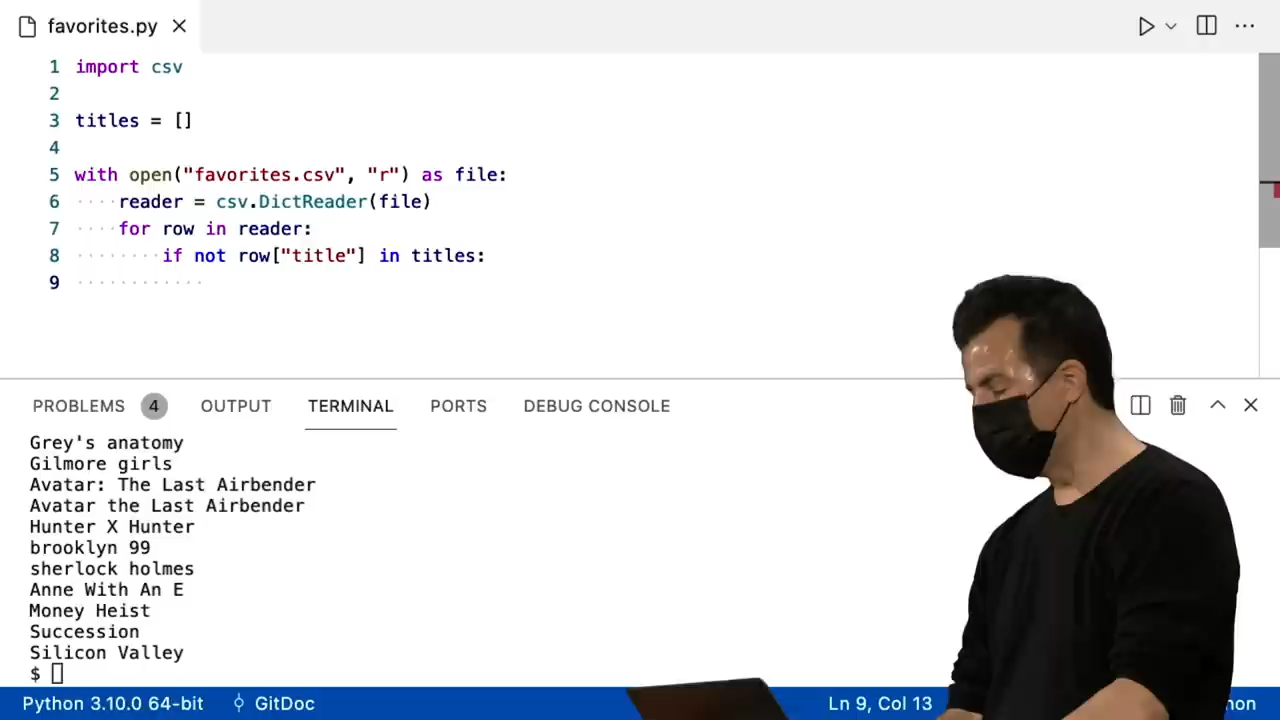 favorites.py
1 import csv
2
3 titles = []
4
5 with open("favorites.csv", "r") as file:
6 ····reader = csv.DictReader(file)
7 ····for row in reader:
8 ········if not row["title"] in titles:
9 ············
PROBLEMS 4 OUTPUT TERMINAL PORTS DEBUG CONSOLE
Grey's anatomy
Gilmore girls
Avatar: The Last Airbender
Avatar the Last Airbender
Hunter X Hunter
brooklyn 99
sherlock holmes
Anne With An E
Money Heist
Succession
Silicon Valley
$
Python 3.10.0 64-bit GitDoc Ln 9, Col 13